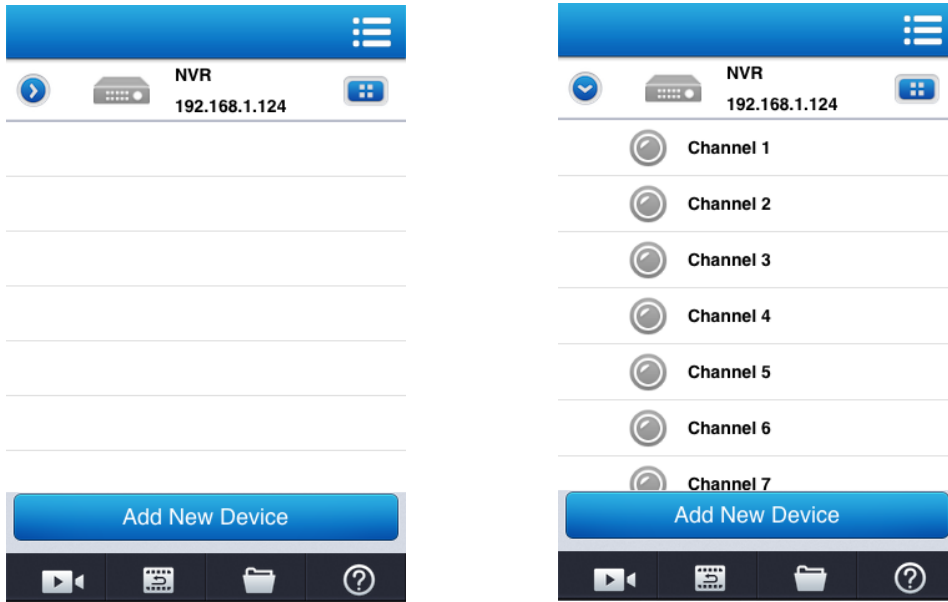 NVR
192.168.1.124
Add New Device
NVR
192.168.1.124
Channel 1
Channel 2
Channel 3
Channel 4
Channel 5
Channel 6
Channel 7
Add New Device